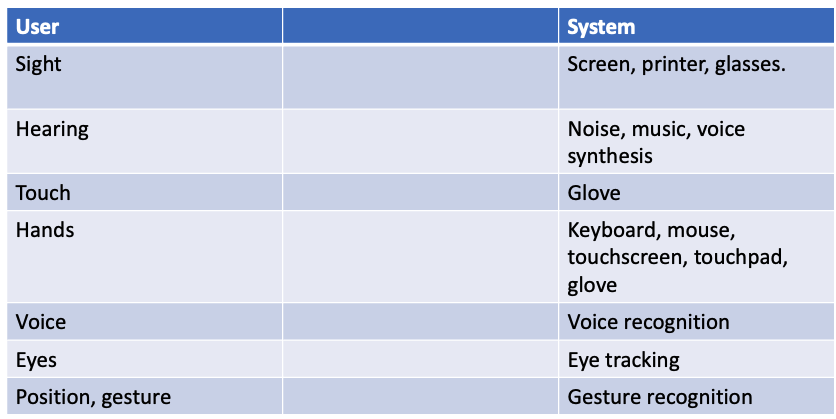 User System
Sight Screen, printer, glasses.
Hearing Noise, music, voice
synthesis
Touch Glove
Hands Keyboard, mouse,
touchscreen, touchpad,
glove
Voice Voice recognition
Eyes Eye tracking
Position, gesture Gesture recognition